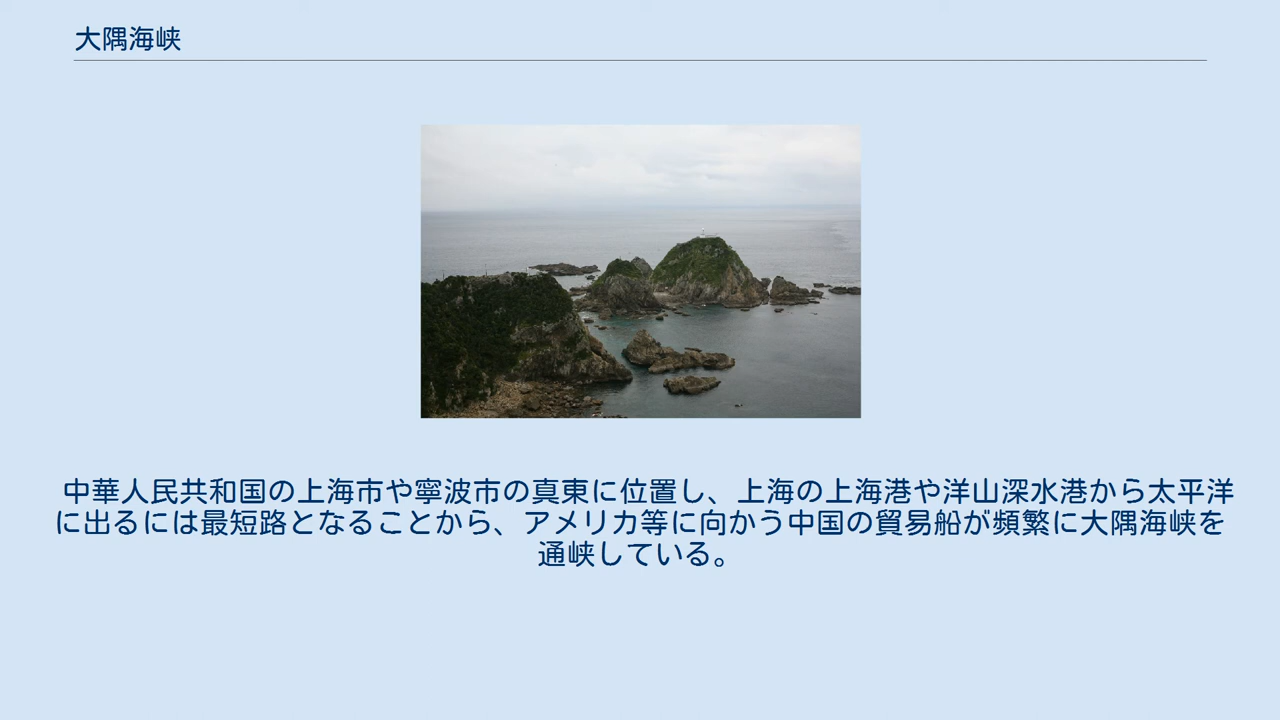 大隅海峡
中華人民共和国の上海市や寧波市の真東に位置し、上海の上海港や洋山深水港から太平洋
に出るには最短路となることから、アメリカ等に向かう中国の貿易船が頻繁に大隅海峡を
通峡している。